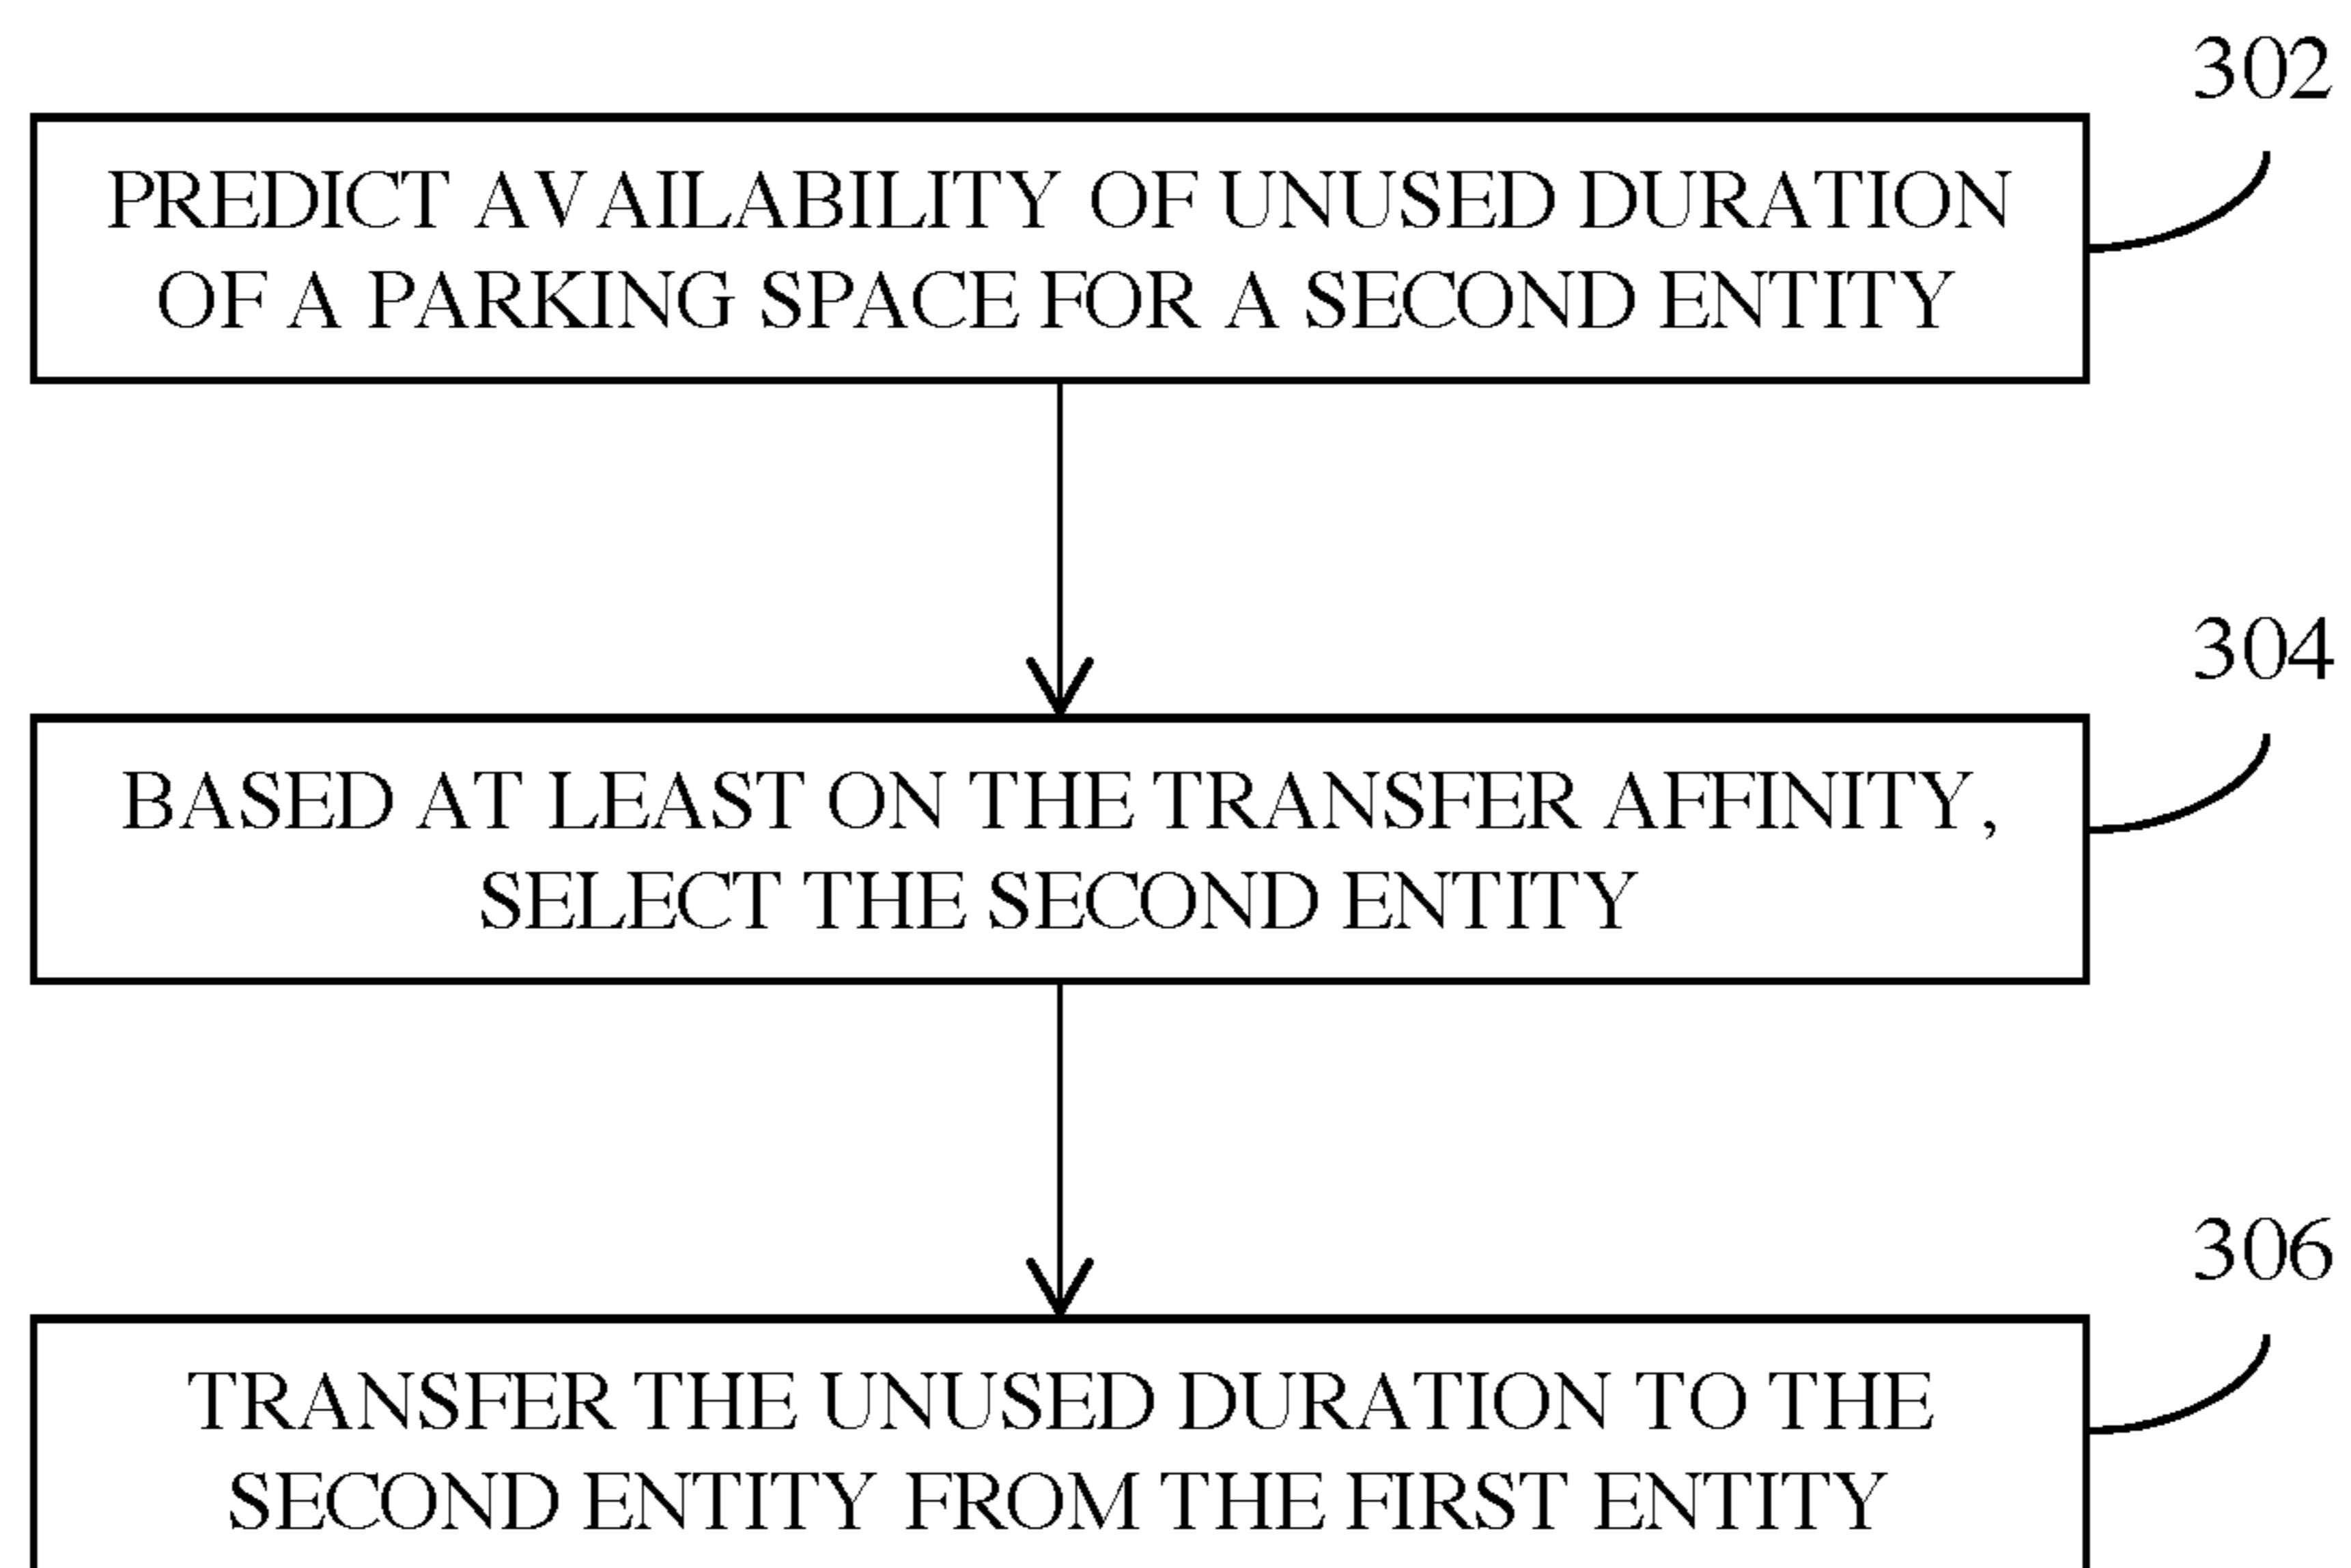 302
PREDICT AVAILABILITY OF UNUSED DURATION
OF A PARKING SPACE FOR A SECOND ENTITY
304
BASED AT LEAST ON THE TRANSFER AFFINITY,
SELECT THE SECOND ENTITY
306
TRANSFER THE UNUSED DURATION TO THE
SECOND ENTITY FROM THE FIRST ENTITY